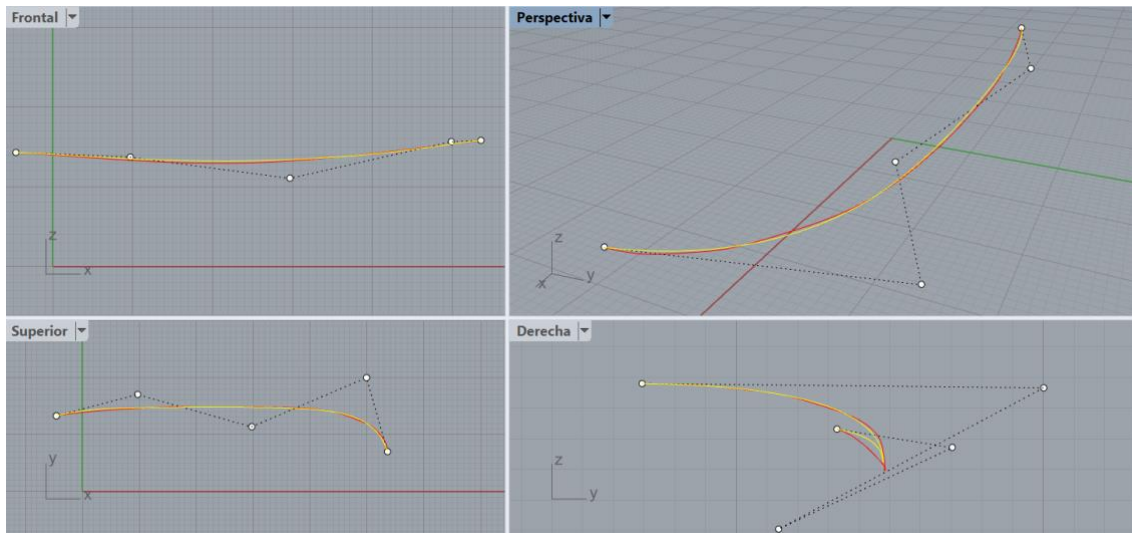 Frontal
z
x
Perspectiva
z
y
x
Superior
y
x
Derecha
z
y